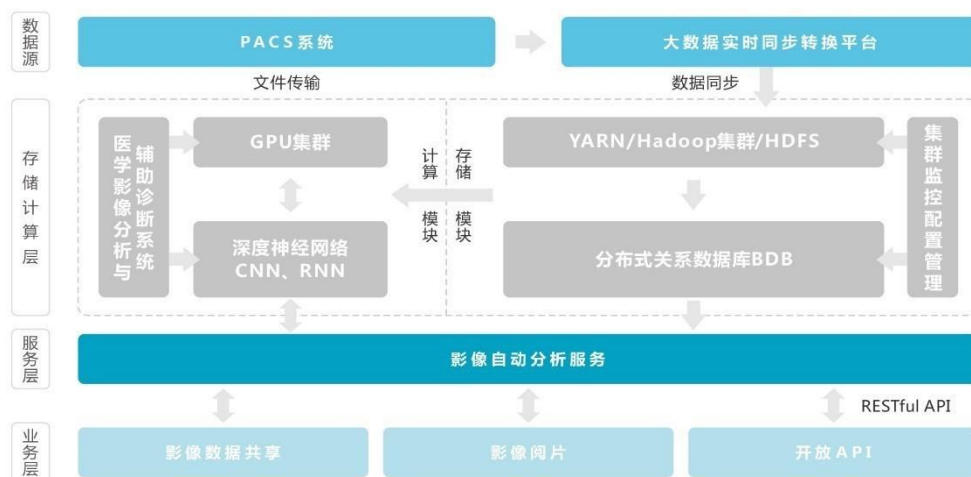 数据源
PACS系统
大数据实时同步转换平台
文件传输
数据同步
存储计算层
医学影像分析与
辅助诊断系统
GPU集群
深度神经网络
CNN、RNN
计算模块
存储模块
YARN/Hadoop集群/HDFS
分布式关系数据库BDB
集群监控配置管理
服务层
影像自动分析服务
RESTful API
业务层
影像数据共享
影像阅片
开放API